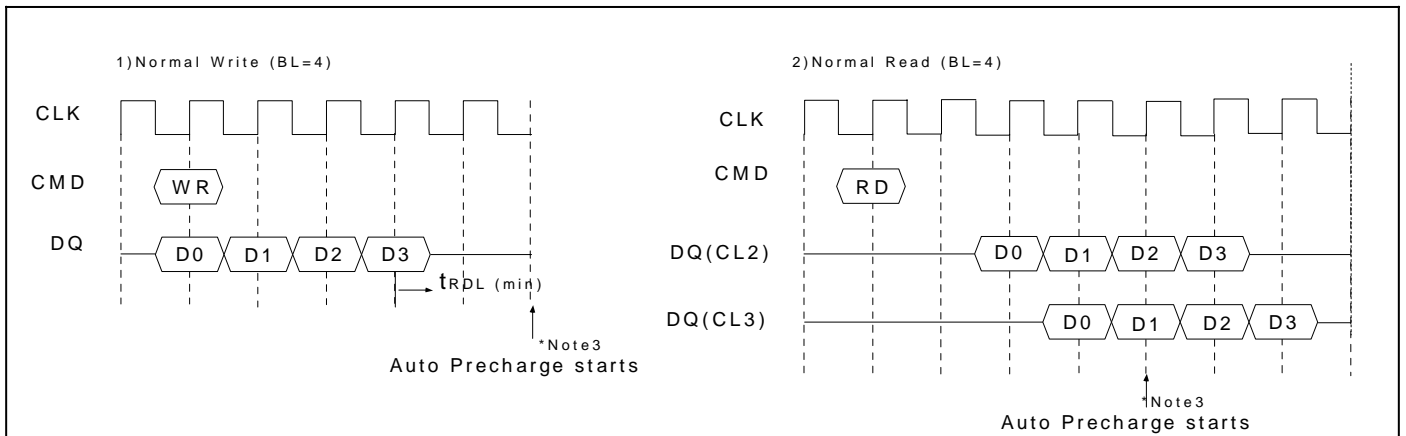 1)Normal Write (BL=4)
CLK
CMD
WR
DQ
D0 D1 D2 D3
tRDL (min)
*Note3
Auto Precharge starts
2)Normal Read (BL=4)
CLK
CMD
RD
DQ(CL2)
D0 D1 D2 D3
DQ(CL3)
D0 D1 D2 D3
*Note3
Auto Precharge starts